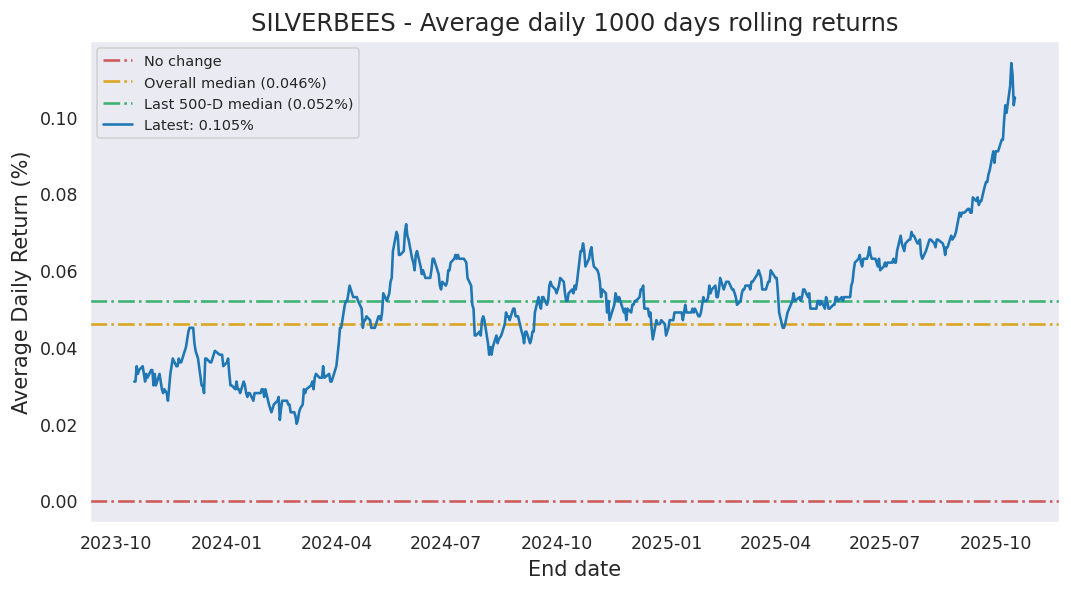 SILVERBEES - Average daily 1000 days rolling returns
No change
Overall median (0.046%)
Last 500-D median (0.052%)
Latest: 0.105%
Average Daily Return (%)
0.10
0.08
0.06
0.04
0.02
0.00
2023-10 2024-01 2024-04 2024-07 2024-10 2025-01 2025-04 2025-07 2025-10
End date